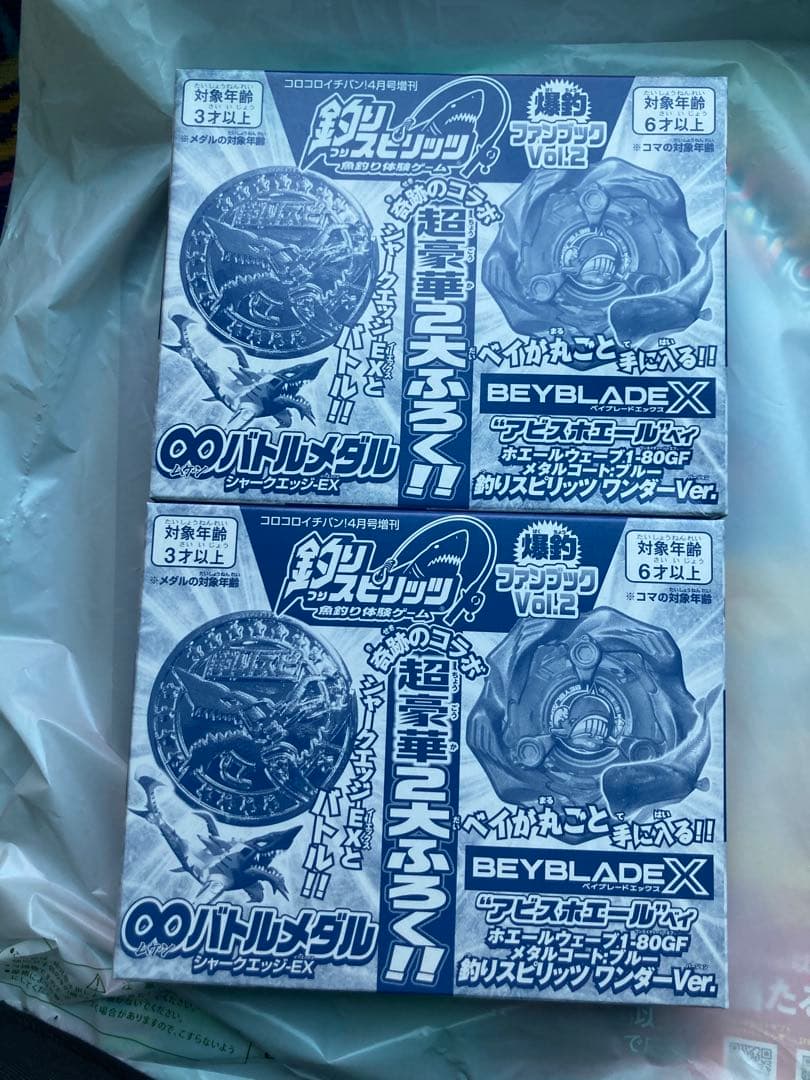 対象年齢
3才以上
※メダルの対象年齢
コロコロイチバン!4月号増刊
釣りスピリッツ
魚釣り体験ゲーム
爆釣
ファンブック
Vol.2
対象年齢
6才以上
※コマの対象年齢
奇跡のコラボ
超豪華2大ふろく!!
シャークエッジ-EXと
バトル!!
∞バトルメダル
シャークエッジ-EX
ベイが丸ごと手に入る!!
BEYBLADE X
ベイブレードエックス
“アビスホエール”ベイ
ホエールウェーブ1-80GF
メタルコート:ブルー
釣りスピリッツ ワンダーVer.
対象年齢
3才以上
※メダルの対象年齢
コロコロイチバン!4月号増刊
釣りスピリッツ
魚釣り体験ゲーム
爆釣
ファンブック
Vol.2
対象年齢
6才以上
※コマの対象年齢
奇跡のコラボ
超豪華2大ふろく!!
シャークエッジ-EXと
バトル!!
∞バトルメダル
シャークエッジ-EX
ベイが丸ごと手に入る!!
BEYBLADE X
ベイブレードエックス
“アビスホエール”ベイ
ホエールウェーブ1-80GF
メタルコート:ブルー
釣りスピリッツ ワンダーVer.
場合がありますので、こすらないよう